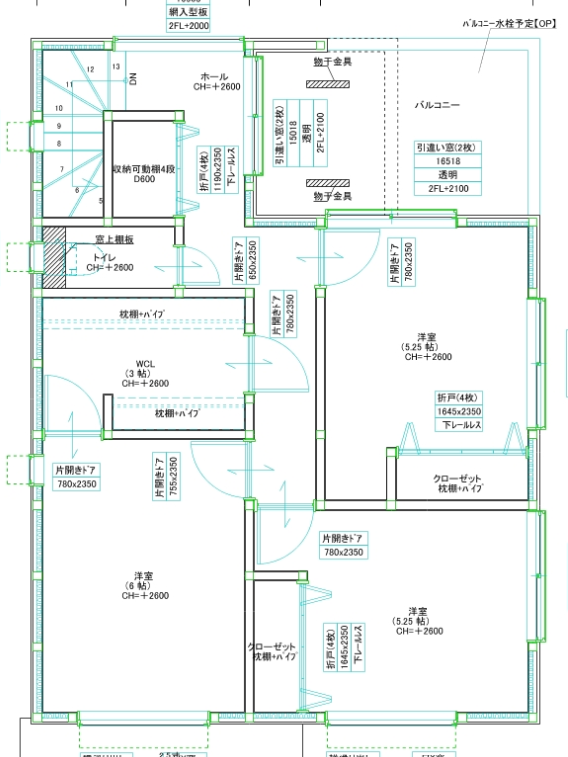 網入型板
2FL+2000
バルコニー水栓予定【OP】
物干金具
ホール
CH=+2600
バルコニー
引違い窓(2枚)
15018
透明
2FL+2100
引違い窓(2枚)
16518
透明
2FL+2100
物干金具
DN
13
12
11
10
9
8
7
6
5
収納可動棚4段
D600
折戸(4枚)
1190x2350
下レールレス
窓上棚板
トイレ
CH=+2600
片開きドア
650x2350
片開きドア
780x2350
片開きドア
780x2350
枕棚+パイプ
WCL
(3 帖)
CH=+2600
枕棚+パイプ
洋室
(5.25 帖)
CH=+2600
折戸(4枚)
1645x2350
下レールレス
クローゼット
枕棚+パイプ
片開きドア
780x2350
片開きドア
755x2350
片開きドア
780x2350
洋室
(6 帖)
CH=+2600
洋室
(5.25 帖)
CH=+2600
クローゼット
枕棚+パイプ
折戸(4枚)
1645x2350
下レールレス